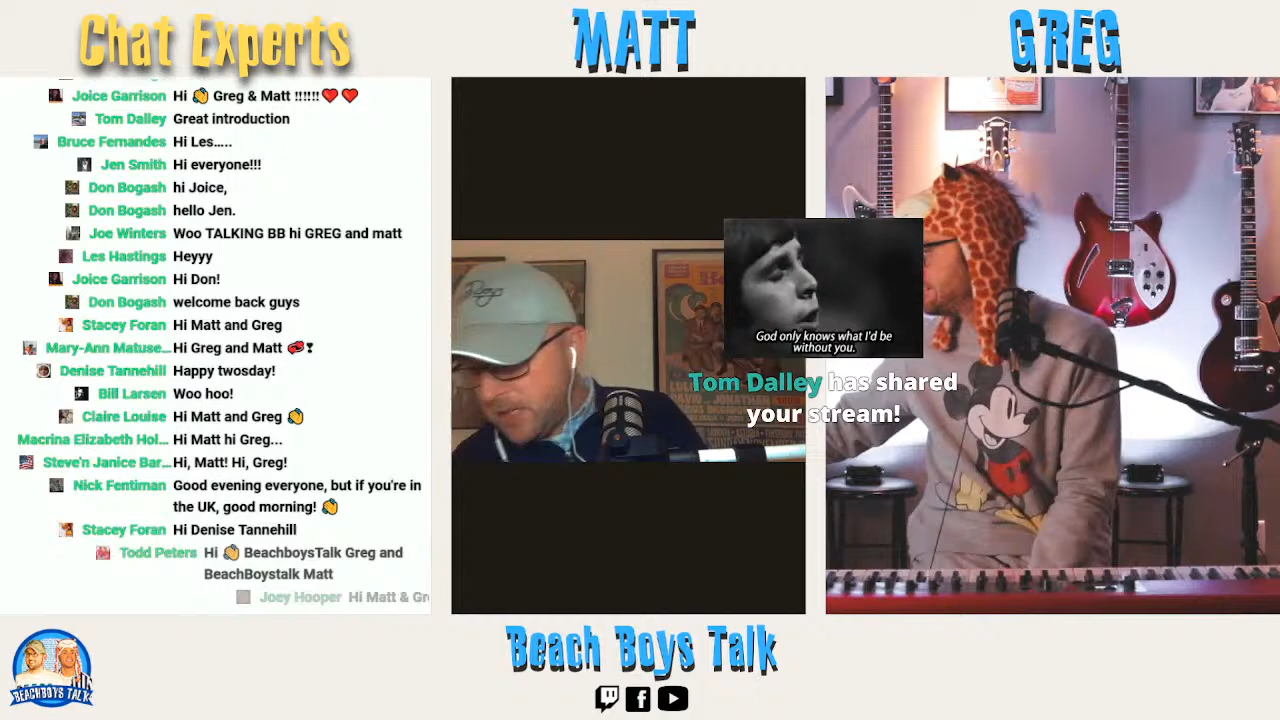 Chat Experts
MATT
GREG
Joice Garrison Hi 👋 Greg & Matt !!!!!!❤️❤️
Tom Dalley Great introduction
Bruce Fernandes Hi Les.....
Jen Smith Hi everyone!!!
Don Bogash hi Joice,
Don Bogash hello Jen.
Joe Winters Woo TALKING BB hi GREG and matt
Les Hastings Heyyy
Joice Garrison Hi Don!
Don Bogash welcome back guys
Stacey Foran Hi Matt and Greg
Mary-Ann Matuse... Hi Greg and Matt
Denise Tannehill Happy twosday!
Bill Larsen Woo hoo!
Claire Louise Hi Matt and Greg 👋
Macrina Elizabeth Hol... Hi Matt hi Greg...
Steve'n Janice Bar... Hi, Matt! Hi, Greg!
Nick Fentiman Good evening everyone, but if you're in
the UK, good morning! 👋
Stacey Foran Hi Denise Tannehill
Todd Peters Hi 👋 BeachboysTalk Greg and
BeachBoystalk Matt
Joey Hooper Hi Matt & Gr
God only knows what I'd be
without you.
Tom Dalley has shared
your stream!
Beach Boys Talk
BEACHBOYS TALK